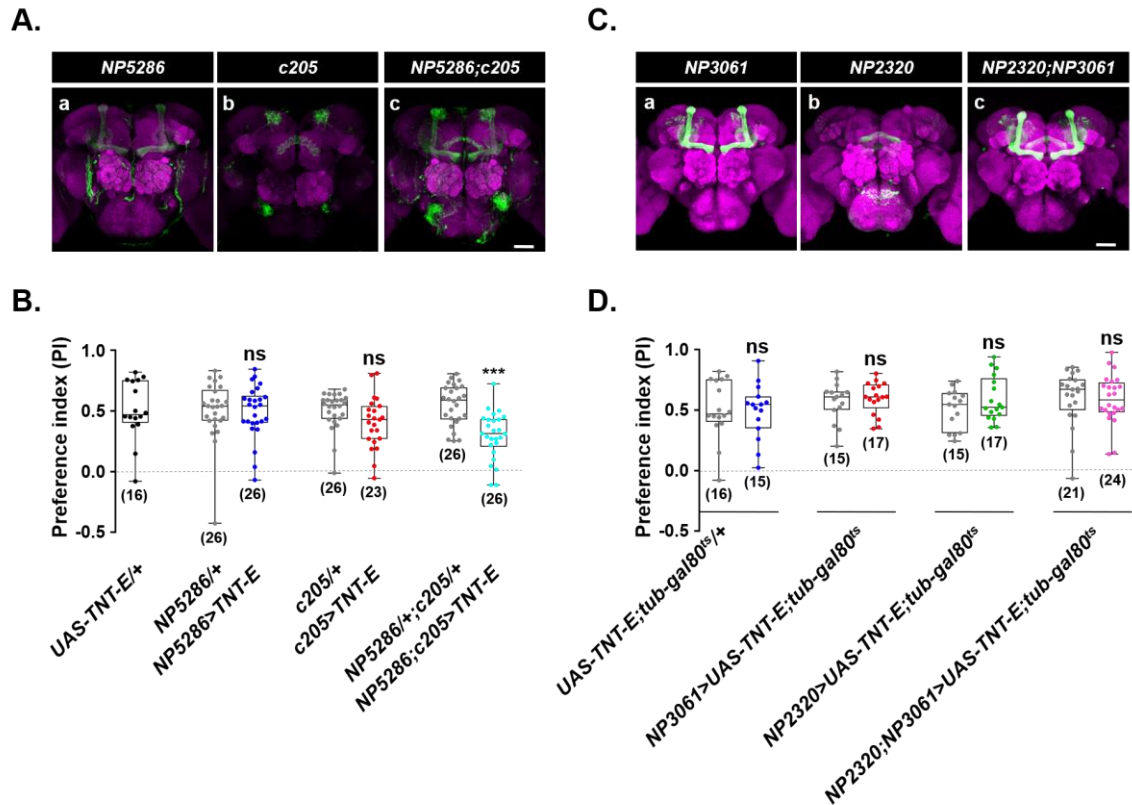 A.
NP5286 c205 NP5286;c205
a b c
B.
Preference index (PI)
1.0
0.5
0.0
-0.5
ns ns ***
(16) (26) (26) (26) (23) (26) (26)
UAS-TNT-E/+
NP5286/+
NP5286>TNT-E
c205/+
c205>TNT-E
NP5286/+;c205/+
NP5286;c205>TNT-E
C.
NP3061 NP2320 NP2320;NP3061
a b c
D.
Preference index (PI)
1.0
0.5
0.0
-0.5
ns ns ns ns
(16) (15) (15) (17) (15) (17) (21) (24)
UAS-TNT-E;tub-gal80ts/+
NP3061>UAS-TNT-E;tub-gal80ts
NP2320>UAS-TNT-E;tub-gal80ts
NP2320;NP3061>UAS-TNT-E;tub-gal80ts